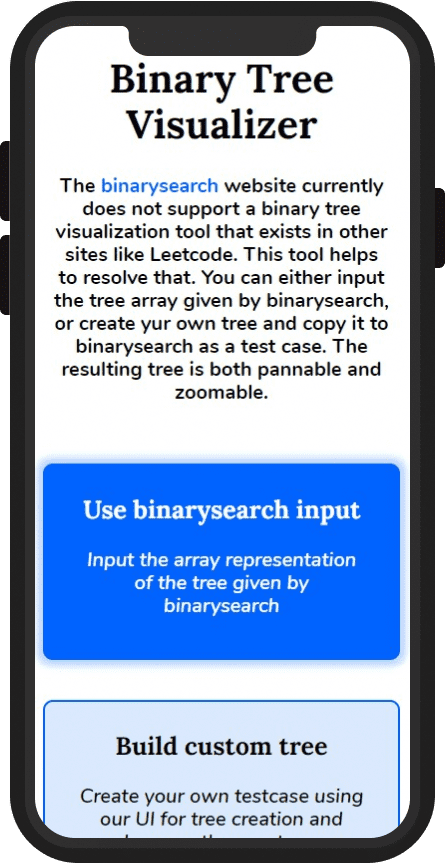 Binary Tree
Visualizer
The binarysearch website currently
does not support a binary tree
visualization tool that exists in other
sites like Leetcode. This tool helps
to resolve that. You can either input
the tree array given by binarysearch,
or create yur own tree and copy it to
binarysearch as a test case. The
resulting tree is both pannable and
zoomable.
Use binarysearch input
Input the array representation
of the tree given by
binarysearch
Build custom tree
Create your own testcase using
our UI for tree creation and